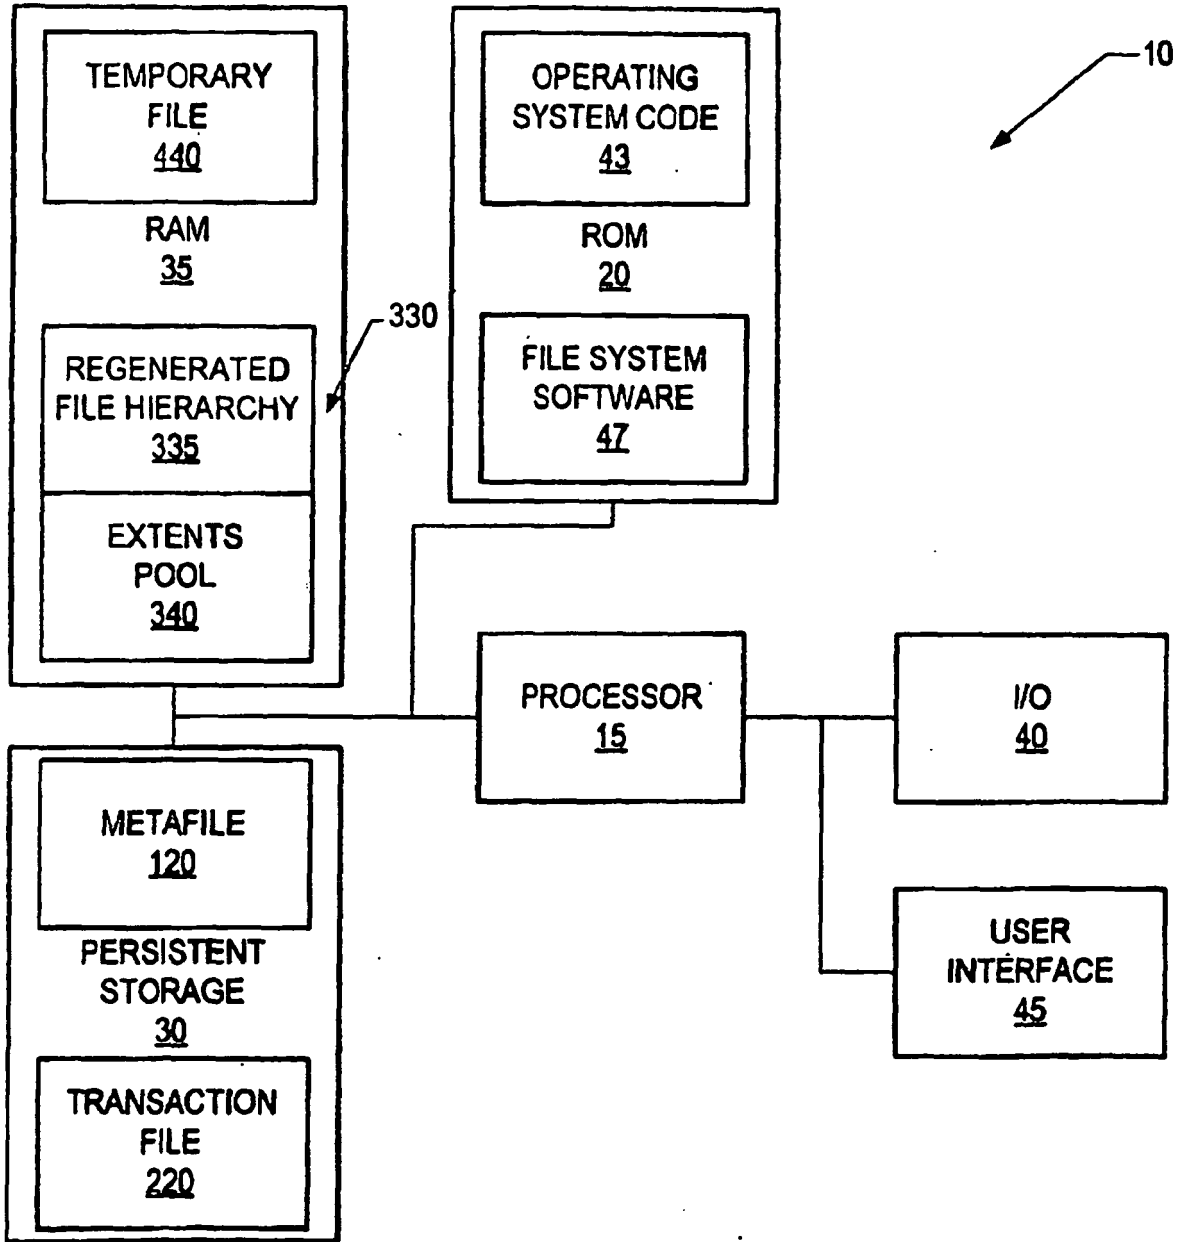 TEMPORARY
FILE
440
RAM
35
REGENERATED
FILE HIERARCHY
335
EXTENTS
POOL
340
330
OPERATING
SYSTEM CODE
43
ROM
20
FILE SYSTEM
SOFTWARE
47
10
PROCESSOR
15
I/O
40
METAFILE
120
PERSISTENT
STORAGE
30
TRANSACTION
FILE
220
USER
INTERFACE
45